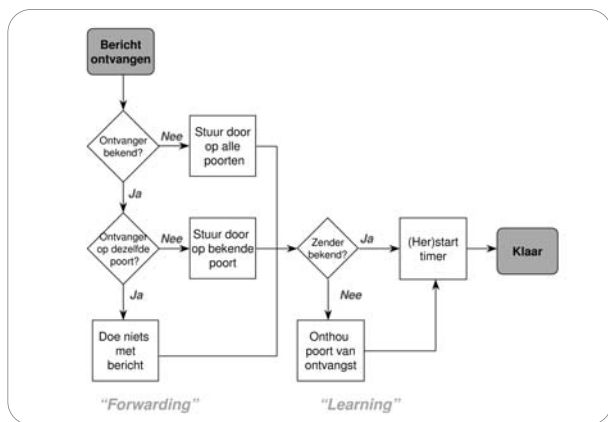 Bericht
ontvangen
Ontvanger
bekend?
Nee
Stuur door
op alle
poorten
Ja
Ontvanger
op dezelfde
poort?
Nee
Stuur door
op bekende
poort
Zender
bekend?
Ja
(Her)start
timer
Klaar
Ja
Nee
Doe niets
met
bericht
Onthou
poort van
ontvangst
"Forwarding"
"Learning"